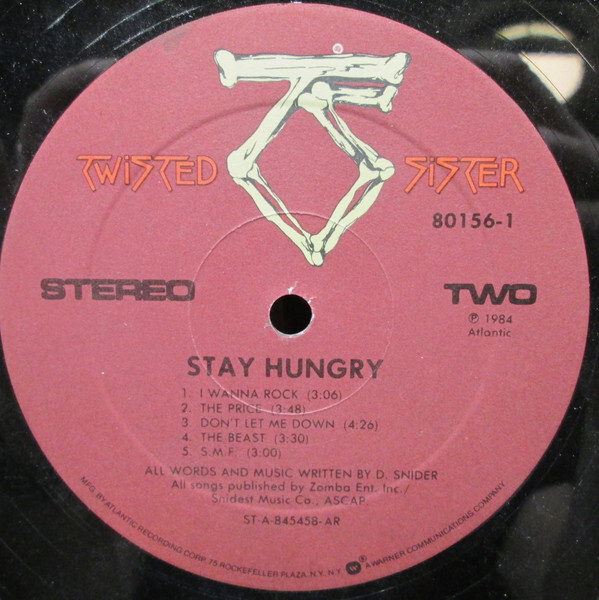 TWISTED SISTER
80156-1
STEREO
TWO
℗ 1984
Atlantic
STAY HUNGRY
1. I WANNA ROCK (3:06)
2. THE PRICE (3:48)
3. DON'T LET ME DOWN (4:26)
4. THE BEAST (3:30)
5. S.M.F. (3:00)
ALL WORDS AND MUSIC WRITTEN BY D. SNIDER
All songs published by Zomba Ent. Inc./
Snidest Music Co., ASCAP.
ST-A-845458-AR
MFG. BY ATLANTIC RECORDING CORP. 75 ROCKEFELLER PLAZA, N.Y., N.Y. W ® A WARNER COMMUNICATIONS COMPANY